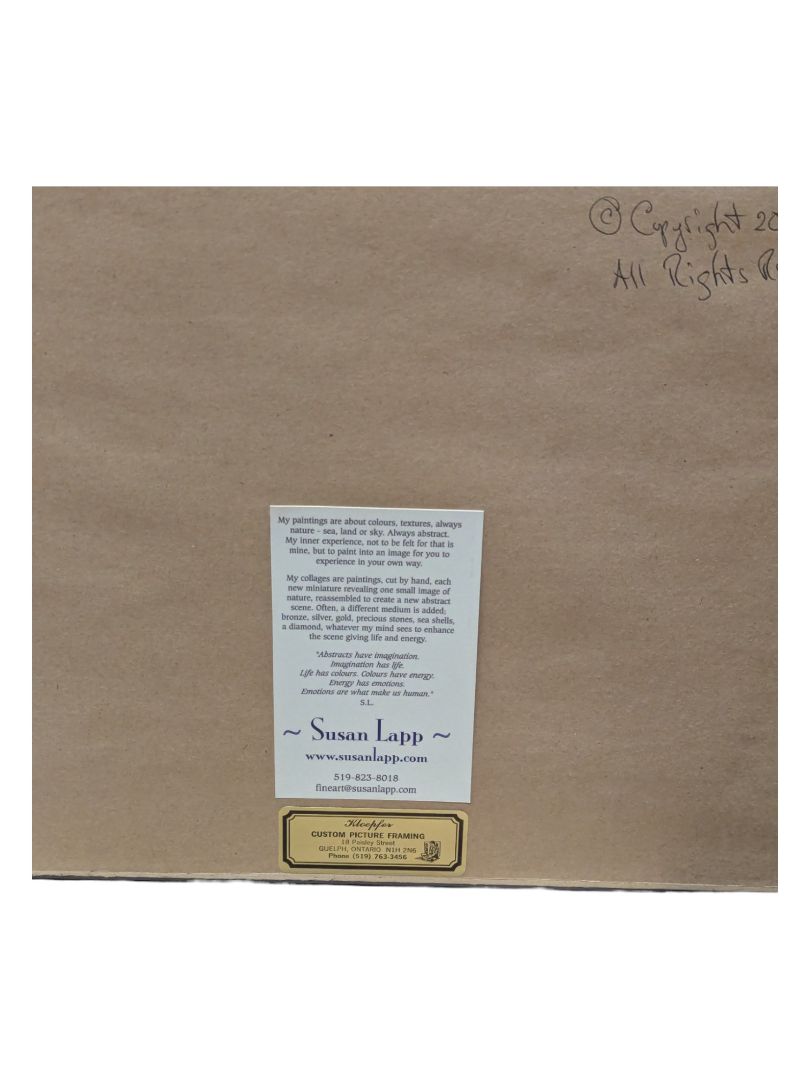 © Copyright 20
All Rights R
My paintings are about colours, textures, always
nature - sea, land or sky. Always abstract.
My inner experience, not to be felt for that is
mine, but to paint into an image for you to
experience in your own way.
My collages are paintings, cut by hand, each
new miniature revealing one small image of
nature, reassembled to create a new abstract
scene. Often, a different medium is added;
bronze, silver, gold, precious stones, sea shells,
a diamond, whatever my mind sees to enhance
the scene giving life and energy.
"Abstracts have imagination.
Imagination has life.
Life has colours. Colours have energy.
Energy has emotions.
Emotions are what make us human."
S.L.
~ Susan Lapp ~
www.susanlapp.com
519-823-8018
fineart@susanlapp.com
Kloepfer
CUSTOM PICTURE FRAMING
18 Paisley Street
GUELPH, ONTARIO N1H 2N6
Phone (519) 763-3456